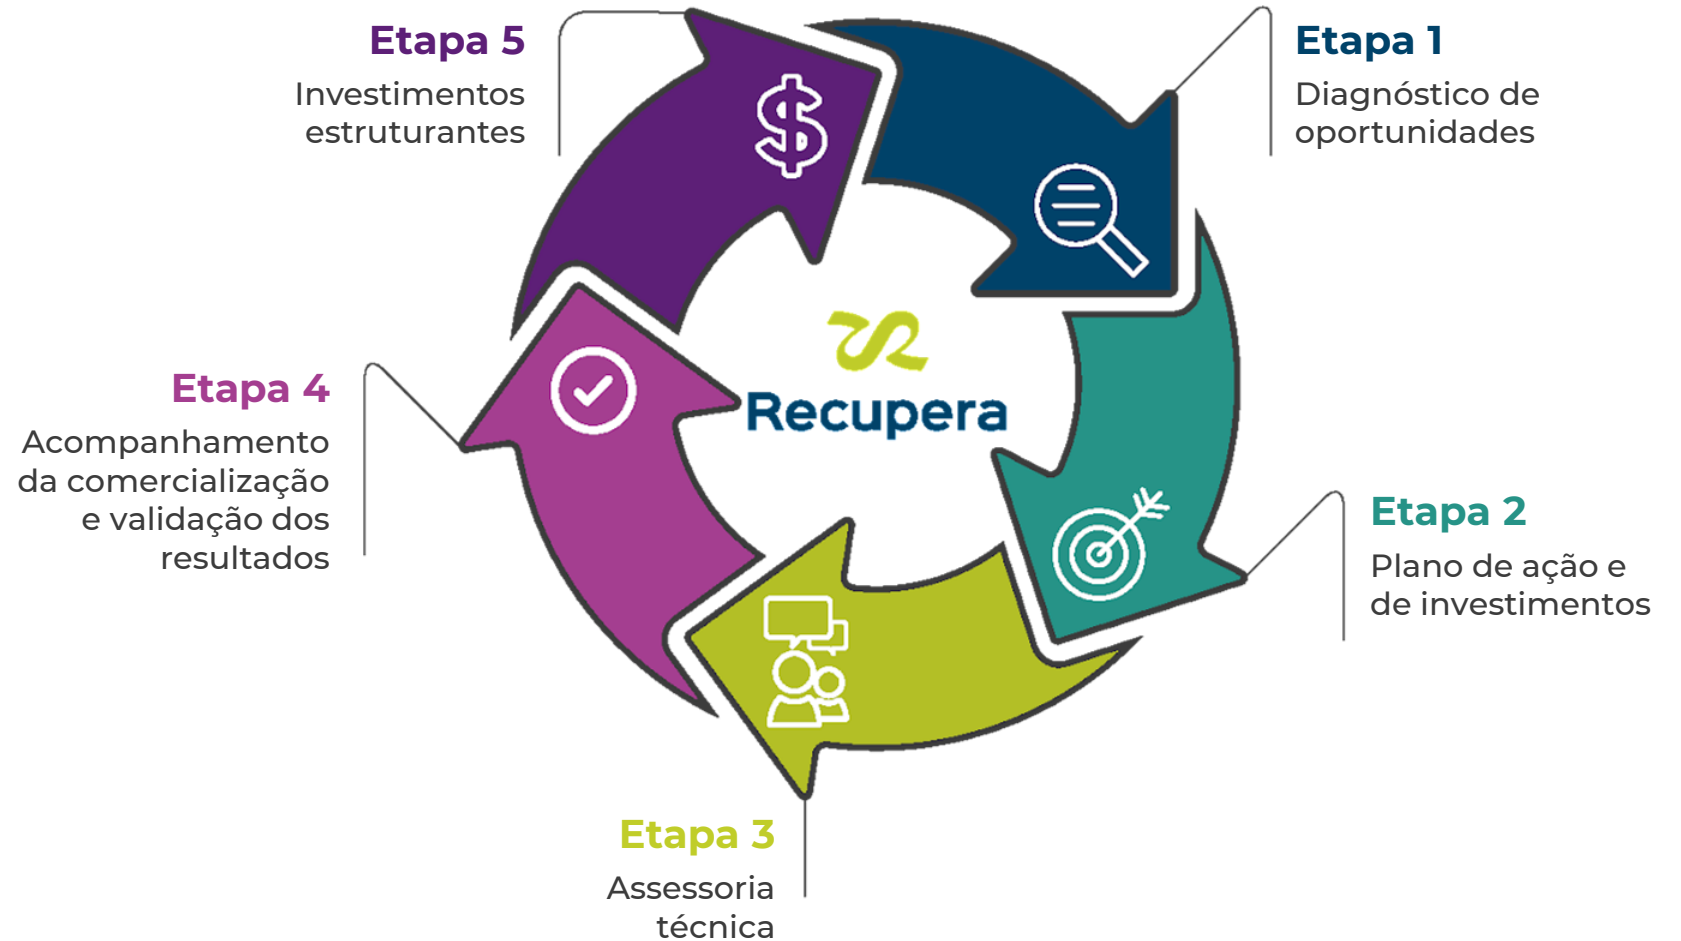 Etapa 1
Diagnóstico de
oportunidades
Etapa 2
Plano de ação e
de investimentos
Etapa 3
Assessoria
técnica
Etapa 4
Acompanhamento
da comercialização
e validação dos
resultados
Etapa 5
Investimentos
estruturantes
Recupera